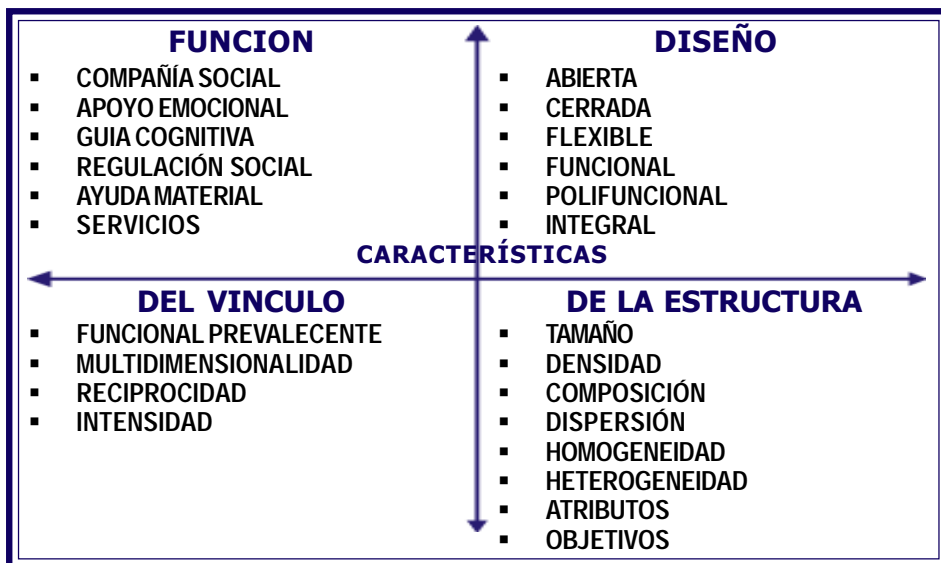 FUNCION
▪ COMPAÑÍA SOCIAL
▪ APOYO EMOCIONAL
▪ GUIA COGNITIVA
▪ REGULACIÓN SOCIAL
▪ AYUDA MATERIAL
▪ SERVICIOS
DISEÑO
▪ ABIERTA
▪ CERRADA
▪ FLEXIBLE
▪ FUNCIONAL
▪ POLIFUNCIONAL
▪ INTEGRAL
CARACTERÍSTICAS
DEL VINCULO
▪ FUNCIONAL PREVALECENTE
▪ MULTIDIMENSIONALIDAD
▪ RECIPROCIDAD
▪ INTENSIDAD
DE LA ESTRUCTURA
▪ TAMAÑO
▪ DENSIDAD
▪ COMPOSICIÓN
▪ DISPERSIÓN
▪ HOMOGENEIDAD
▪ HETEROGENEIDAD
▪ ATRIBUTOS
▪ OBJETIVOS